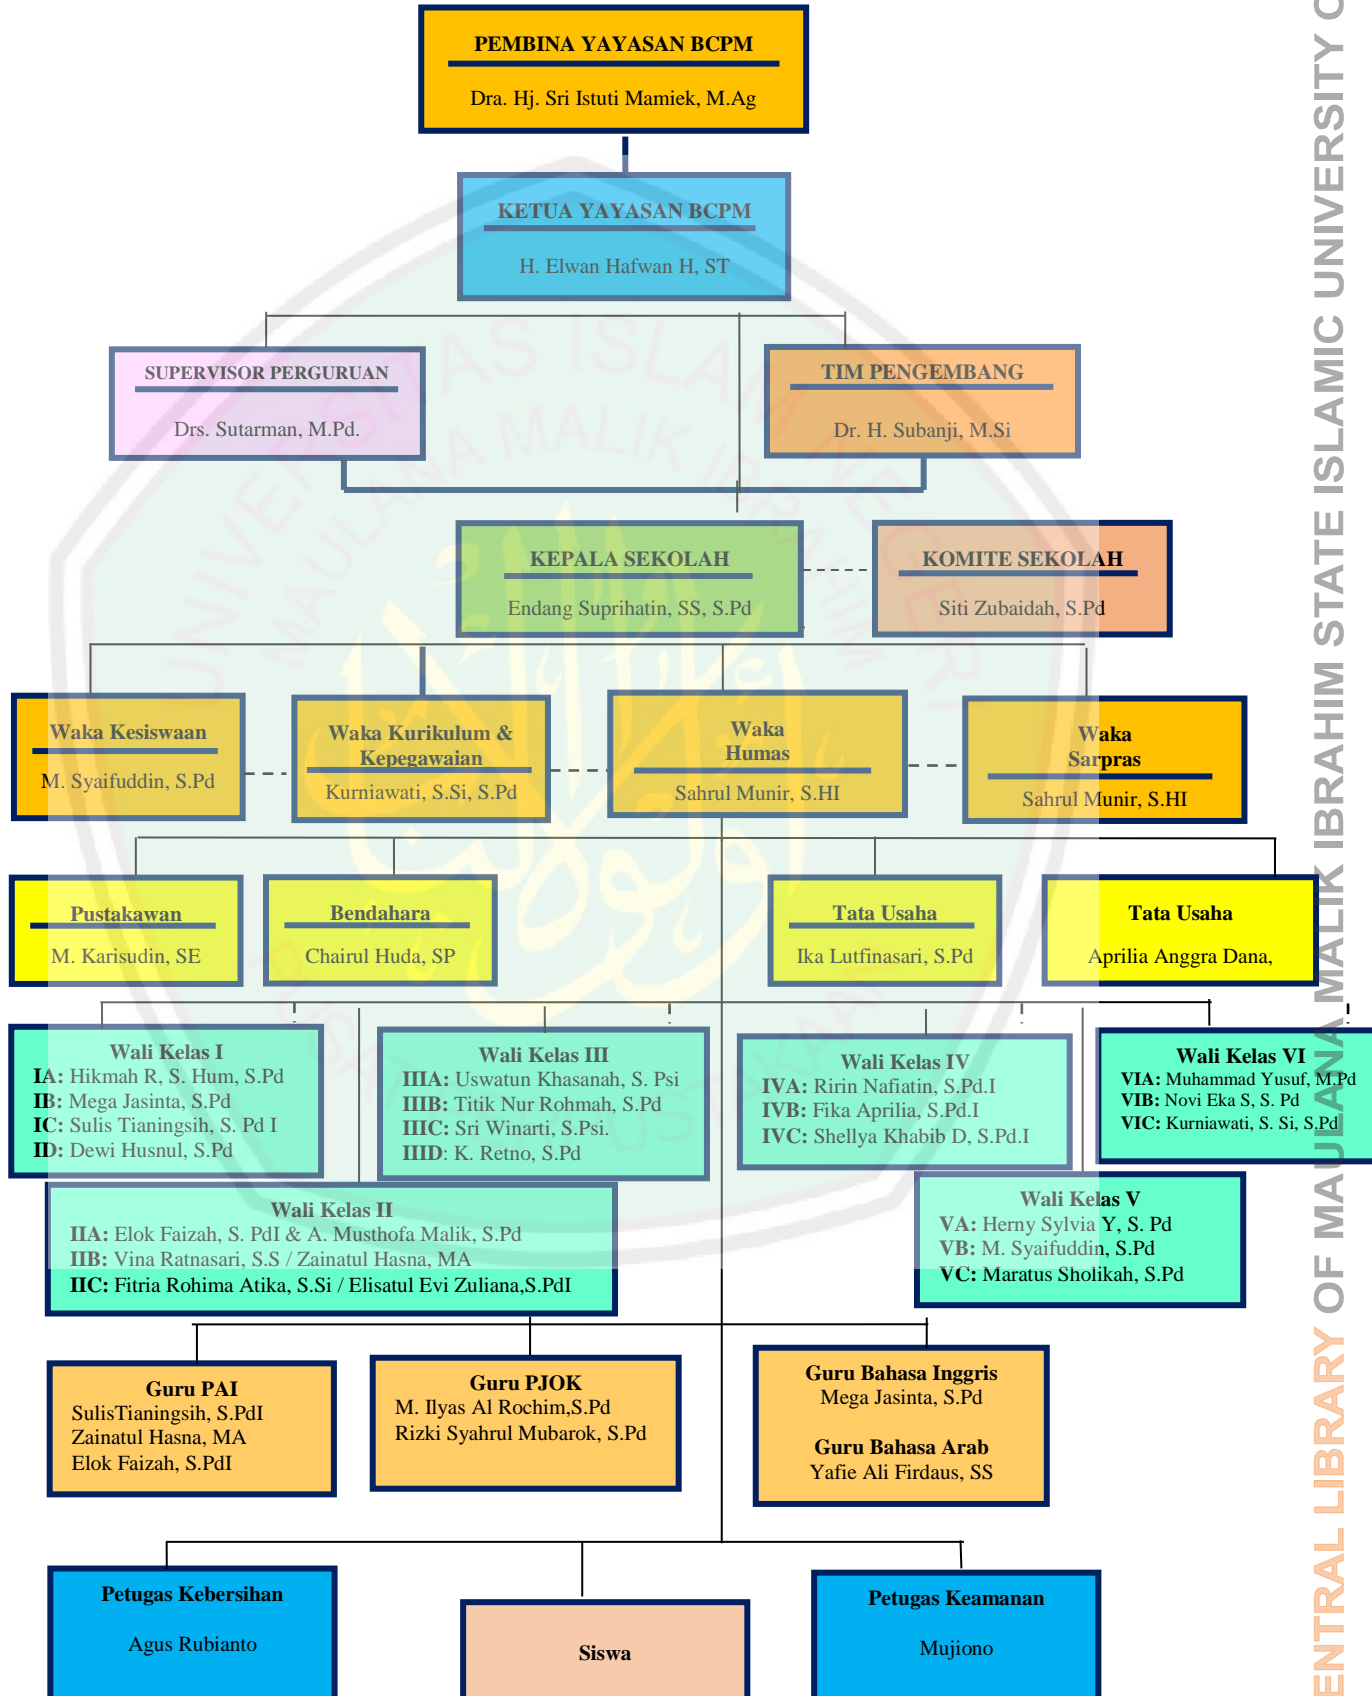 PEMBINA YAYASAN BCPM
Dra. Hj. Sri Istuti Mamiek, M.Ag
KETUA YAYASAN BCPM
H. Elwan Hafwan H, ST
SUPERVISOR PERGURUAN
Drs. Sutarman, M.Pd.
TIM PENGEMBANG
Dr. H. Subanji, M.Si
KEPALA SEKOLAH
Endang Suprihatin, SS, S.Pd
KOMITE SEKOLAH
Siti Zubaidah, S.Pd
Waka Kesiswaan
M. Syaifuddin, S.Pd
Waka Kurikulum &
Kepegawaian
Kurniawati, S.Si, S.Pd
Waka
Humas
Sahrul Munir, S.HI
Waka
Sarpras
Sahrul Munir, S.HI
Pustakawan
M. Karisudin, SE
Bendahara
Chairul Huda, SP
Tata Usaha
Ika Lutfinasari, S.Pd
Tata Usaha
Aprilia Anggra Dana,
Wali Kelas I
IA: Hikmah R, S. Hum, S.Pd
IB: Mega Jasinta, S.Pd
IC: Sulis Tianingsih, S. Pd I
ID: Dewi Husnul, S.Pd
Wali Kelas III
IIIA: Uswatun Khasanah, S. Psi
IIIB: Titik Nur Rohmah, S.Pd
IIIC: Sri Winarti, S.Psi.
IIID: K. Retno, S.Pd
Wali Kelas IV
IVA: Ririn Nafiatin, S.Pd.I
IVB: Fika Aprilia, S.Pd.I
IVC: Shellya Khabib D, S.Pd.I
Wali Kelas VI
VIA: Muhammad Yusuf, M.Pd
VIB: Novi Eka S, S. Pd
VIC: Kurniawati, S. Si, S.Pd
Wali Kelas II
IIA: Elok Faizah, S. PdI & A. Musthofa Malik, S.Pd
IIB: Vina Ratnasari, S.S / Zainatul Hasna, MA
IIC: Fitria Rohima Atika, S.Si / Elisatul Evi Zuliana,S.PdI
Wali Kelas V
VA: Herny Sylvia Y, S. Pd
VB: M. Syaifuddin, S.Pd
VC: Maratus Sholikah, S.Pd
Guru PAI
SulisTianingsih, S.PdI
Zainatul Hasna, MA
Elok Faizah, S.PdI
Guru PJOK
M. Ilyas Al Rochim,S.Pd
Rizki Syahrul Mubarok, S.Pd
Guru Bahasa Inggris
Mega Jasinta, S.Pd
Guru Bahasa Arab
Yafie Ali Firdaus, SS
Petugas Kebersihan
Agus Rubianto
Siswa
Petugas Keamanan
Mujiono
UNIVERSITAS ISLAM NEGERI
MAULANA MALIK IBRAHIM
ENTRAL LIBRARY OF MAULANA MALIK IBRAHIM STATE ISLAMIC UNIVERSITY O